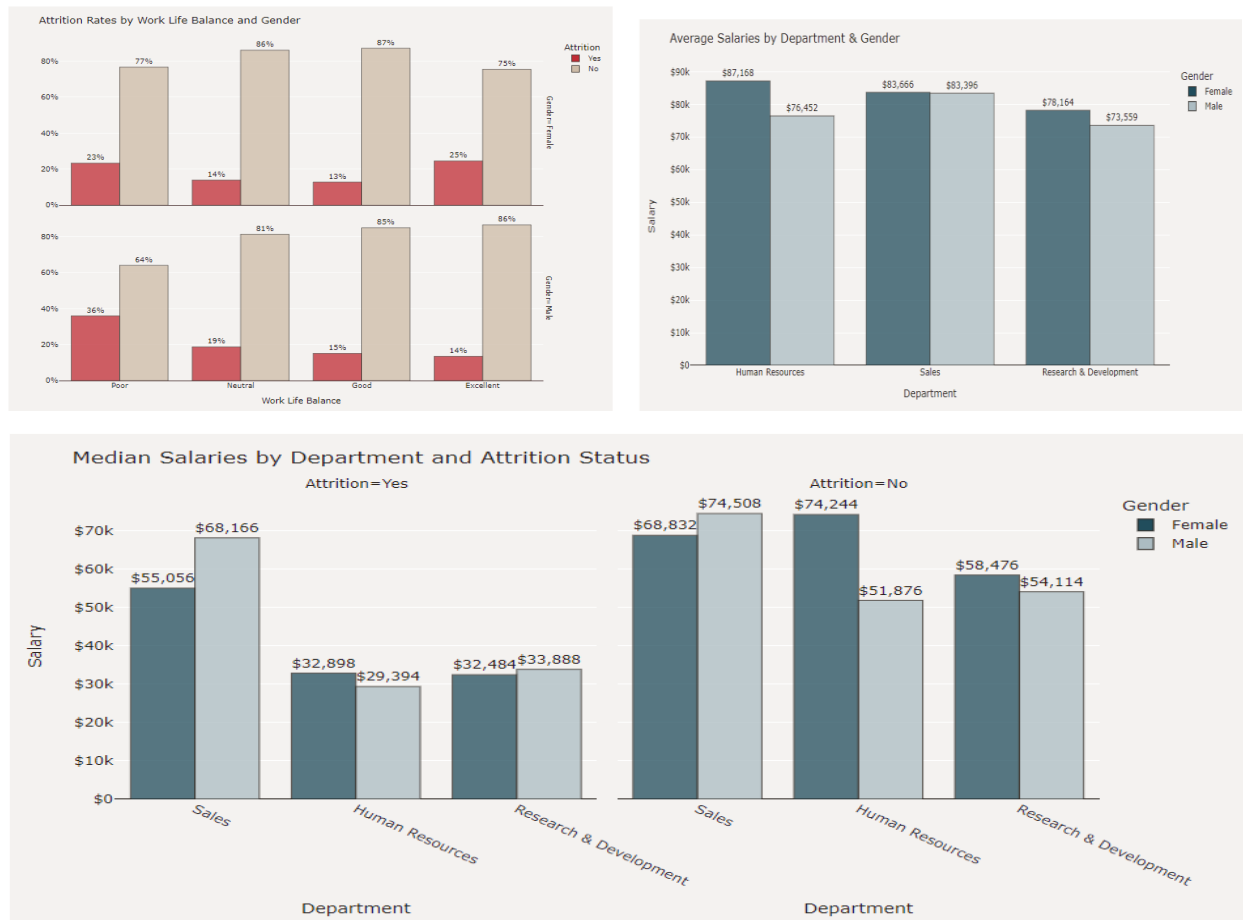 Attrition Rates by Work Life Balance and Gender
Attrition
Yes
No
80%
60%
40%
20%
0%
77%
86%
87%
75%
23%
14%
13%
25%
Gender=Female
80%
60%
40%
20%
0%
64%
81%
85%
86%
36%
19%
15%
14%
Gender=Male
Poor
Neutral
Good
Excellent
Work Life Balance
Average Salaries by Department & Gender
Gender
Female
Male
$90k
$80k
$70k
$60k
$50k
$40k
$30k
$20k
$10k
$0
Salary
$87,168
$76,452
$83,666
$83,396
$78,164
$73,559
Human Resources
Sales
Research & Development
Department
Median Salaries by Department and Attrition Status
Attrition=Yes
Attrition=No
Gender
Female
Male
$70k
$60k
$50k
$40k
$30k
$20k
$10k
$0
Salary
$55,056
$68,166
$32,898
$29,394
$32,484
$33,888
$68,832
$74,508
$74,244
$51,876
$58,476
$54,114
Sales
Human Resources
Research & Development
Sales
Human Resources
Research & Development
Department
Department